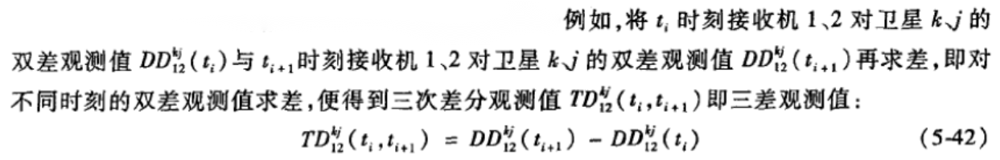 例如,将 t_i 时刻接收机 1、2 对卫星 k、j 的
双差观测值 DD_{12}^{kj}(t_i)与 t_{i+1}时刻接收机 1、2 对卫星 k、j 的双差观测值 DD_{12}^{kj}(t_{i+1})再求差,即对
不同时刻的双差观测值求差,便得到三次差分观测值 TD_{12}^{kj}(t_i,t_{i+1})即三差观测值:
TD_{12}^{kj}(t_i,t_{i+1}) = DD_{12}^{kj}(t_{i+1}) - DD_{12}^{kj}(t_i) (5-42)